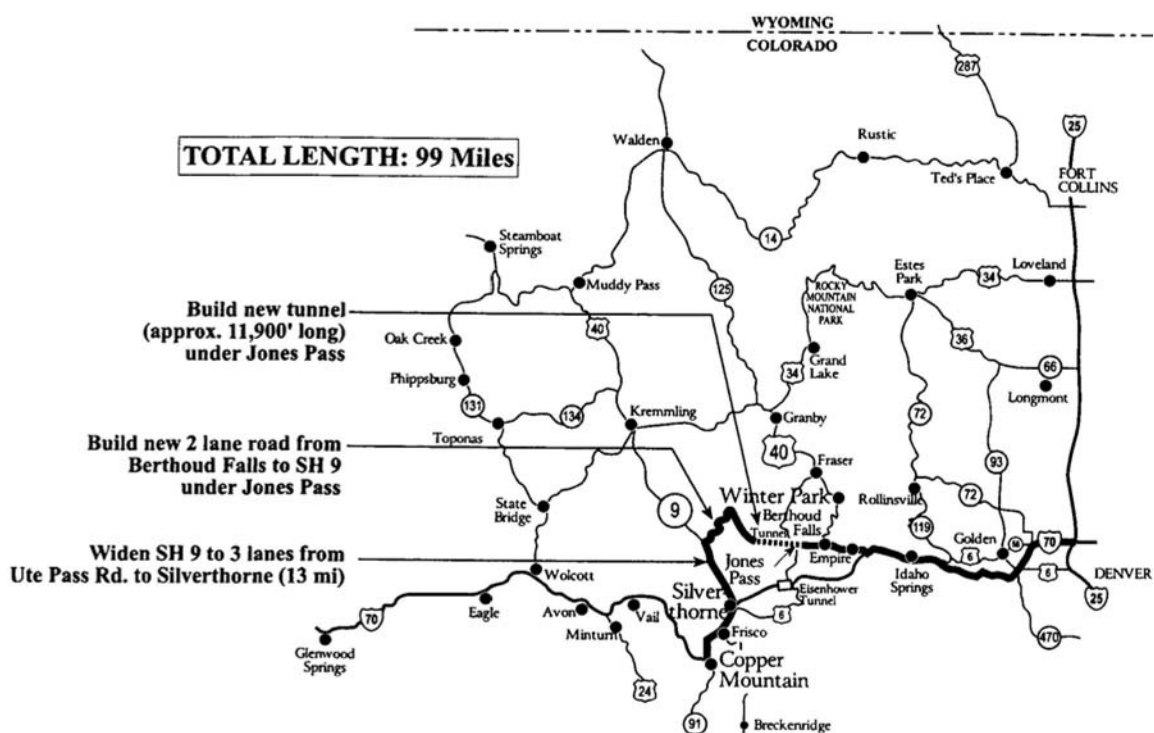 WYOMING
COLORADO
287
25
Walden
Rustic
TOTAL LENGTH: 99 Miles
Ted's Place
FORT
COLLINS
14
Steamboat
Springs
Estes
Park
34
Loveland
Muddy Pass
125
ROCKY
MOUNTAIN
NATIONAL
PARK
Build new tunnel
(approx. 11,900' long)
under Jones Pass
40
Oak Creek
36
Grand
Lake
34
66
Phippsburg
Longmont
131
134
Kremmling
Granby
72
Toponas
40
Build new 2 lane road from
Berthoud Falls to SH 9
under Jones Pass
Fraser
93
State
Bridge
9
Winter Park
Rollinsville
72
Berthoud
Falls
Tunnel
119
Golden
6
70
Widen SH 9 to 3 lanes from
Ute Pass Rd. to Silverthorne (13 mi)
Jones
Pass
Empire
Idaho
Springs
6
DENVER
Wolcott
Eisenhower
Tunnel
25
Silver
thorne
6
70
Eagle
Avon
Vail
Minturn
Frisco
470
Glenwood
Springs
Copper
Mountain
24
91
Breckenridge